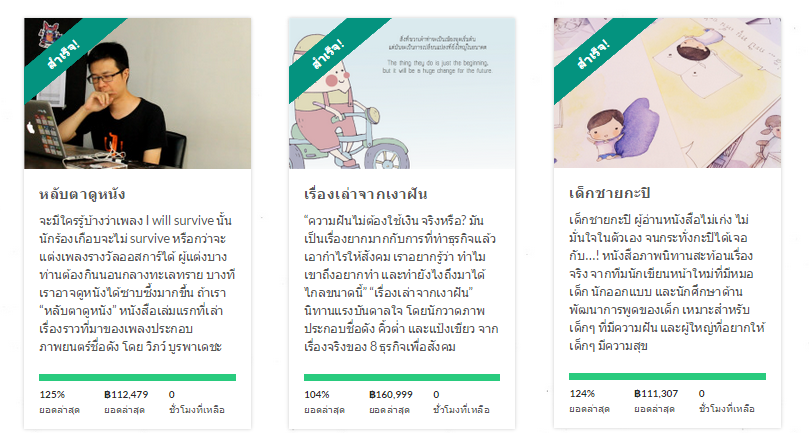 สำเร็จ!
หลับตาดูหนัง
จะมีใครรู้บ้างว่าเพลง I will survive นั้น
นักร้องเกือบจะไม่ survive หรือกว่าจะ
แต่งเพลงรางวัลออสการ์ได้ ผู้แต่งบาง
ท่านต้องกินนอนกลางทะเลทราย บางที
เราอาจดูหนังได้ซาบซึ้งมากขึ้น ถ้าเรา
“หลับตาดูหนัง” หนังสือเล่มแรกที่เล่า
เรื่องราวที่มาของเพลงประกอบ
ภาพยนตร์ชื่อดัง โดย วิภว์ บูรพาเดชะ
125%
ยอดล่าสุด
฿112,479
ยอดล่าสุด
0
ชั่วโมงที่เหลือ
สำเร็จ!
สิ่งที่พวกเค้าทำจะเป็นเพียงจุดเริ่มต้น
แต่มันจะเป็นการเปลี่ยนแปลงที่ยิ่งใหญ่ในอนาคต
The thing they do is just the beginning,
but it will be a huge change for the future
เรื่องเล่าจากเงาฝัน
“ความฝันไม่ต้องใช้เงิน จริงหรือ? มัน
เป็นเรื่องยากมากกับการที่ทำธุรกิจแล้ว
เอากำไรให้สังคม เราอยากรู้ว่า ทำไม
เขาถึงอยากทำ และทำยังไงถึงมาได้
ไกลขนาดนี้” “เรื่องเล่าจากเงาฝัน”
นิทานแรงบันดาลใจ โดยนักวาดภาพ
ประกอบชื่อดัง คิ้วต่ำ และแป้งเขียว จาก
เรื่องจริงของ 8 ธุรกิจเพื่อสังคม
104%
ยอดล่าสุด
฿160,999
ยอดล่าสุด
0
ชั่วโมงที่เหลือ
สำเร็จ!
เด็กชายกะปิ
เด็กชายกะปิ ผู้อ่านหนังสือไม่เก่ง ไม่
มั่นใจในตัวเอง จนกระทั่งกะปิได้เจอ
กับ...! หนังสือภาพนิทานสะท้อนเรื่อง
จริง จากทีมนักเขียนหน้าใหม่ที่มีหมอ
เด็ก นักออกแบบ และนักศึกษาด้าน
พัฒนาการพูดของเด็ก เหมาะสำหรับ
เด็กๆ ที่มีความฝัน และผู้ใหญ่ที่อยากให้
เด็กๆ มีความสุข
124%
ยอดล่าสุด
฿111,307
ยอดล่าสุด
0
ชั่วโมงที่เหลือ